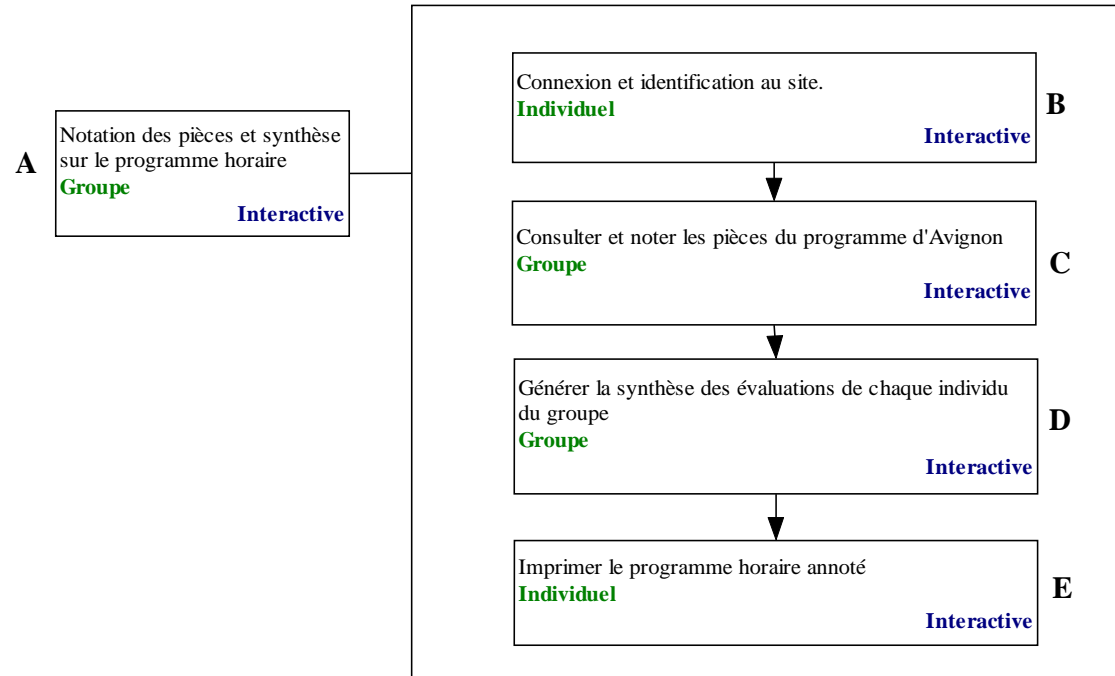 A
Notation des pièces et synthèse
sur le programme horaire
Groupe
Interactive
Connexion et identification au site.
Individuel
Interactive
B
Consulter et noter les pièces du programme d'Avignon
Groupe
Interactive
C
Générer la synthèse des évaluations de chaque individu
du groupe
Groupe
Interactive
D
Imprimer le programme horaire annoté
Individuel
Interactive
E